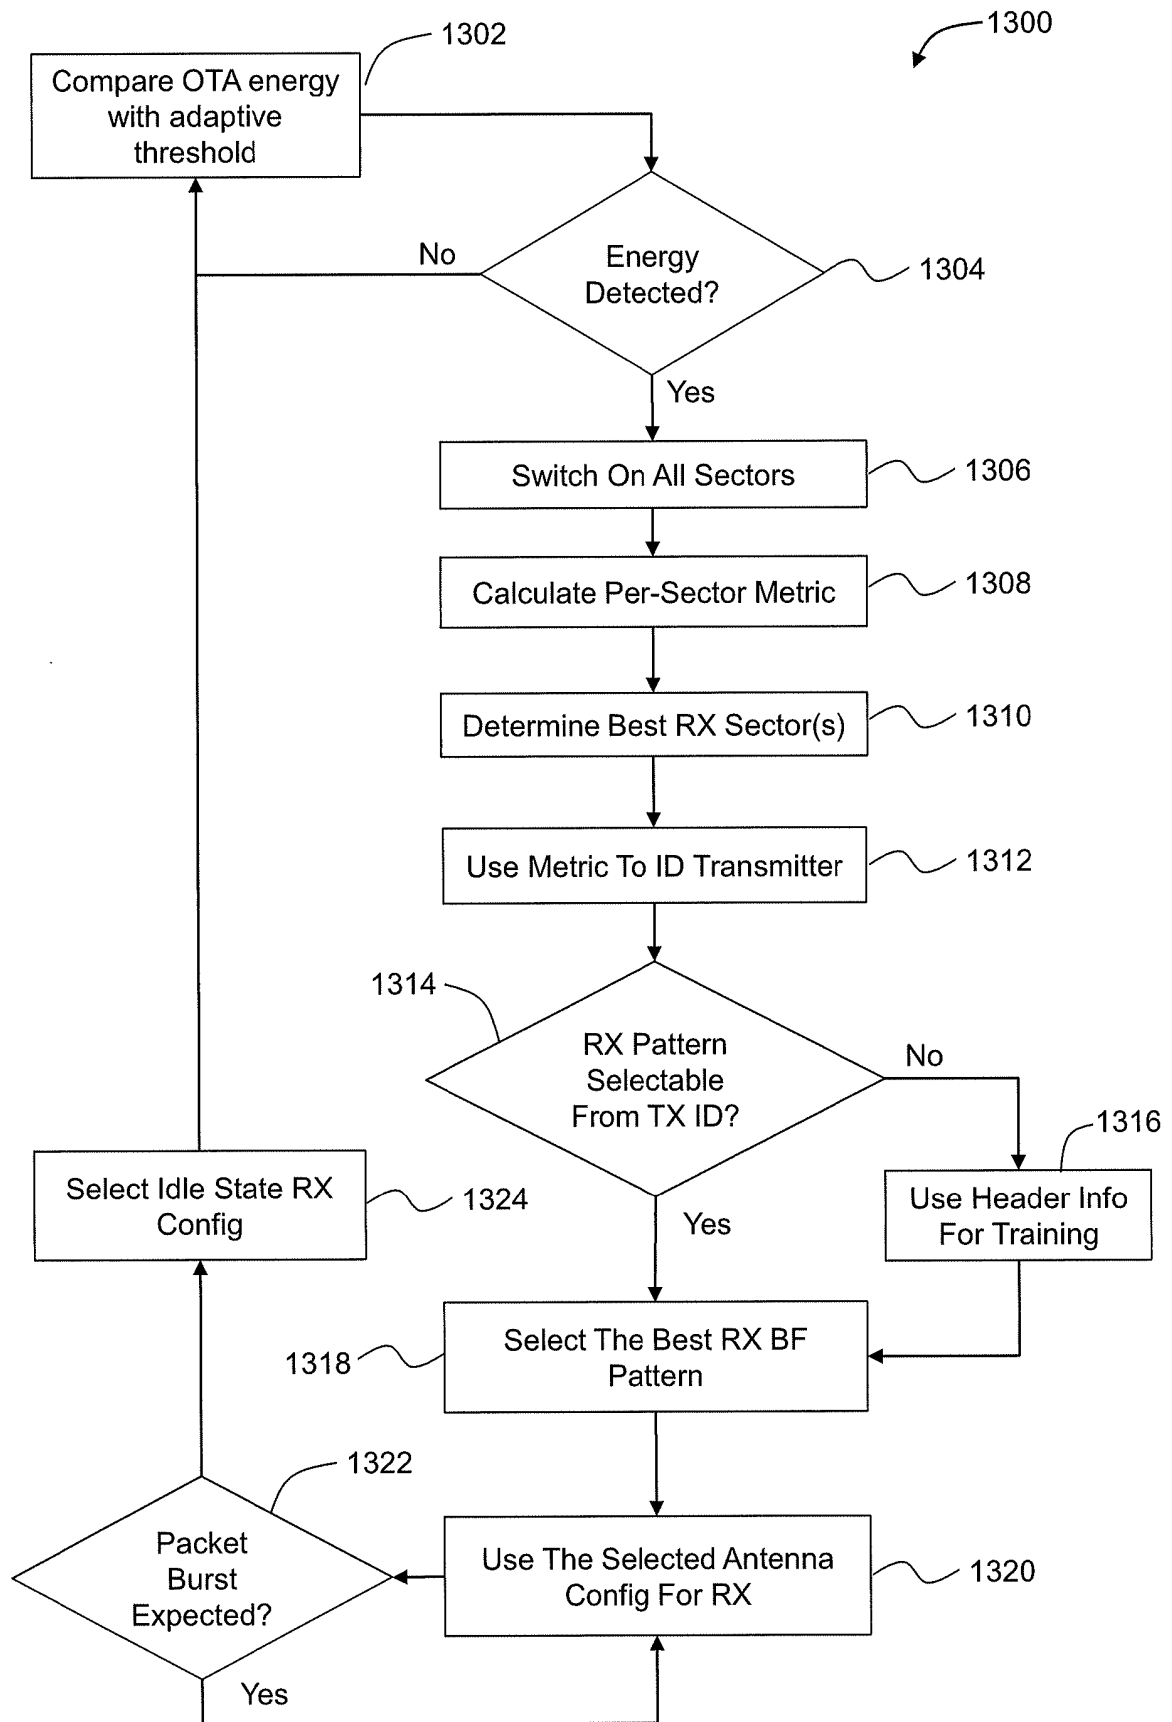 1300
1302
Compare OTA energy
with adaptive
threshold
No
Energy
Detected?
1304
Yes
Switch On All Sectors
1306
Calculate Per-Sector Metric
1308
Determine Best RX Sector(s)
1310
Use Metric To ID Transmitter
1312
1314
RX Pattern
Selectable
From TX ID?
No
1316
Use Header Info
For Training
Yes
Select Idle State RX
Config
1324
Select The Best RX BF
Pattern
1318
1322
Packet
Burst
Expected?
Use The Selected Antenna
Config For RX
1320
Yes